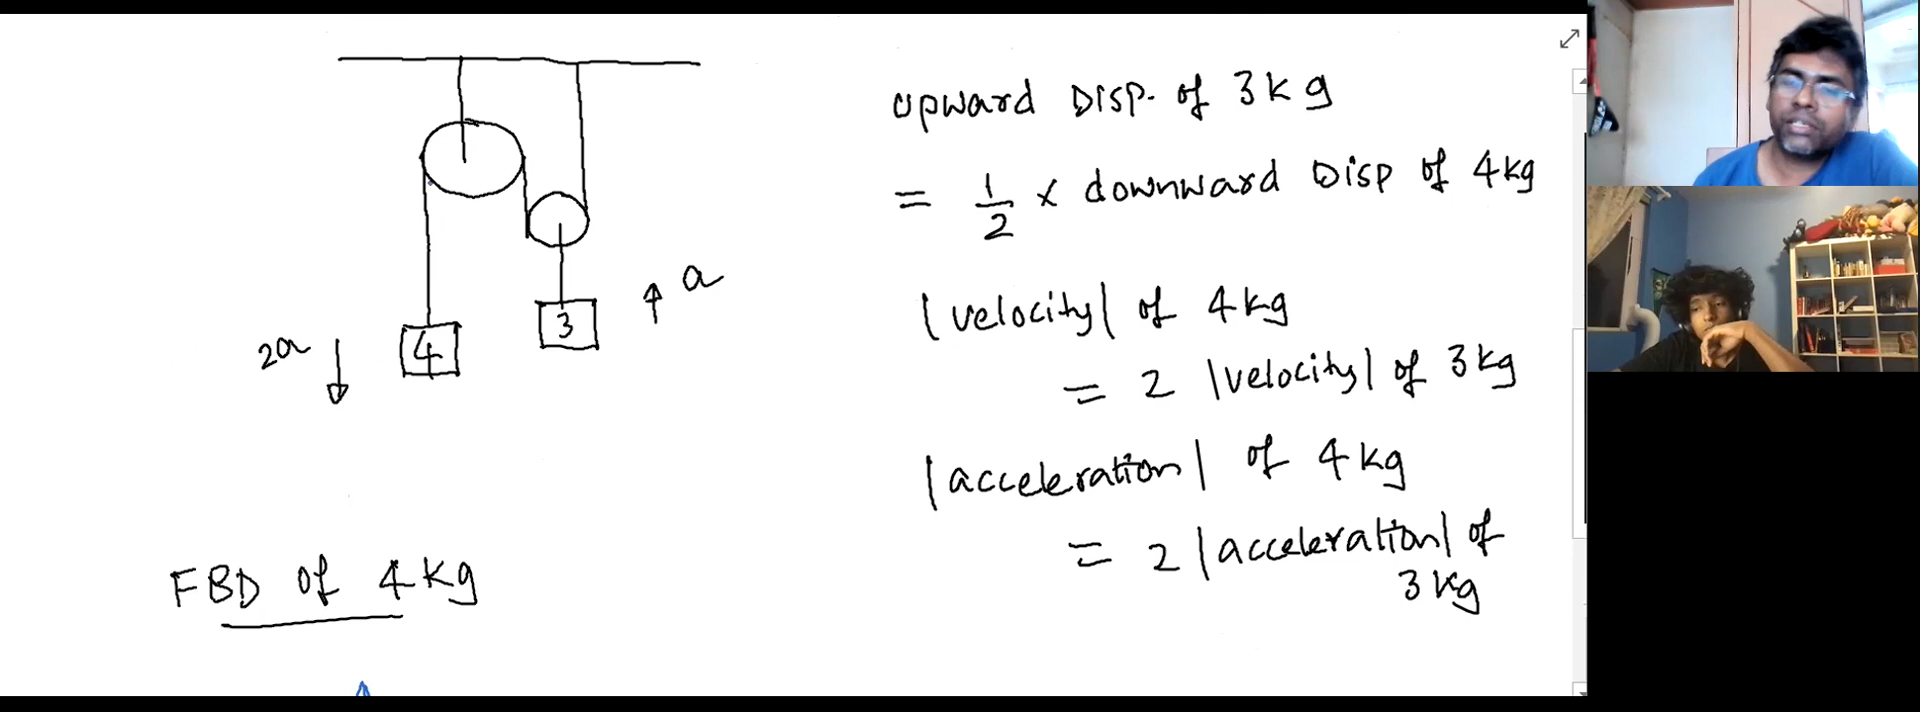 upward Disp. of 3kg
= 1/2 × downward Disp of 4kg
|velocity| of 4kg
= 2 |velocity| of 3kg
|acceleration| of 4kg
= 2 |acceleration| of
3kg
a
2a
4
3
FBD of 4kg